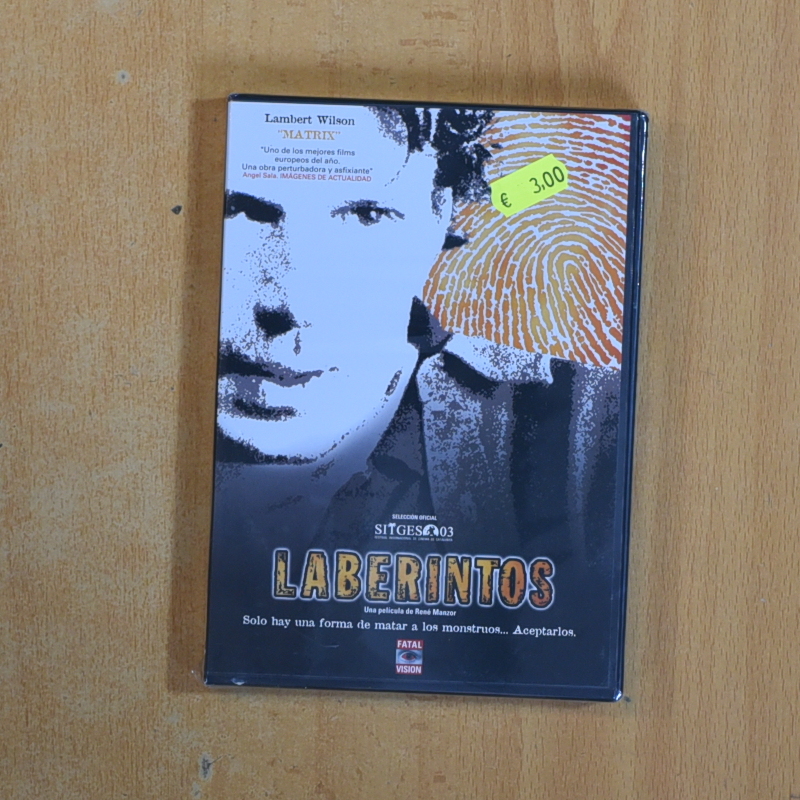 Lambert Wilson
"MATRIX"
"Uno de los mejores films
europeos del año.
Una obra perturbadora y asfixiante"
Angel Sala. IMÁGENES DE ACTUALIDAD
€ 3,00
SELECCIÓN OFICIAL
SITGES 03
LABERINTOS
Una película de René Manzor
Solo hay una forma de matar a los monstruos... Aceptarlos.
FATAL
VISION